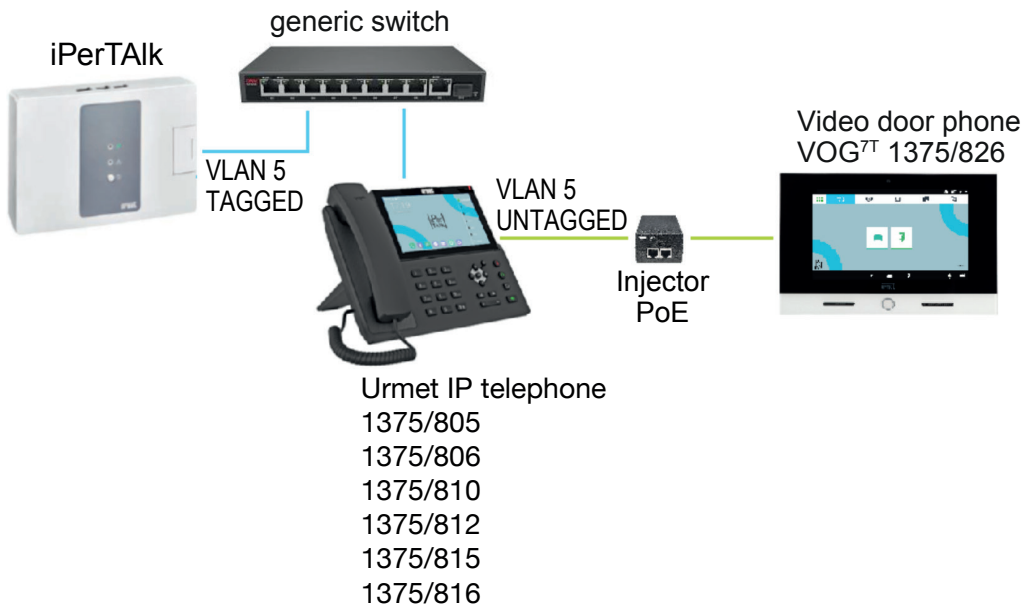 generic switch
iPerTAlk
VLAN 5
TAGGED
VLAN 5
UNTAGGED
Video door phone
VOG7T 1375/826
Injector
PoE
Urmet IP telephone
1375/805
1375/806
1375/810
1375/812
1375/815
1375/816